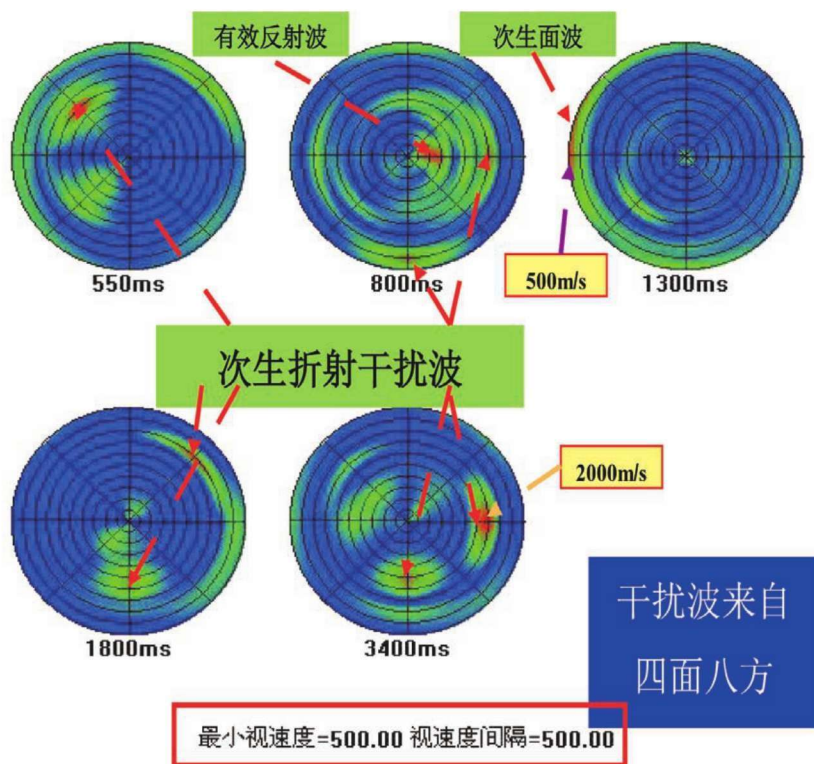 有效反射波
次生面波
550ms
800ms
500m/s
1300ms
次生折射干扰波
2000m/s
1800ms
3400ms
干扰波来自
四面八方
最小视速度=500.00 视速度间隔=500.00